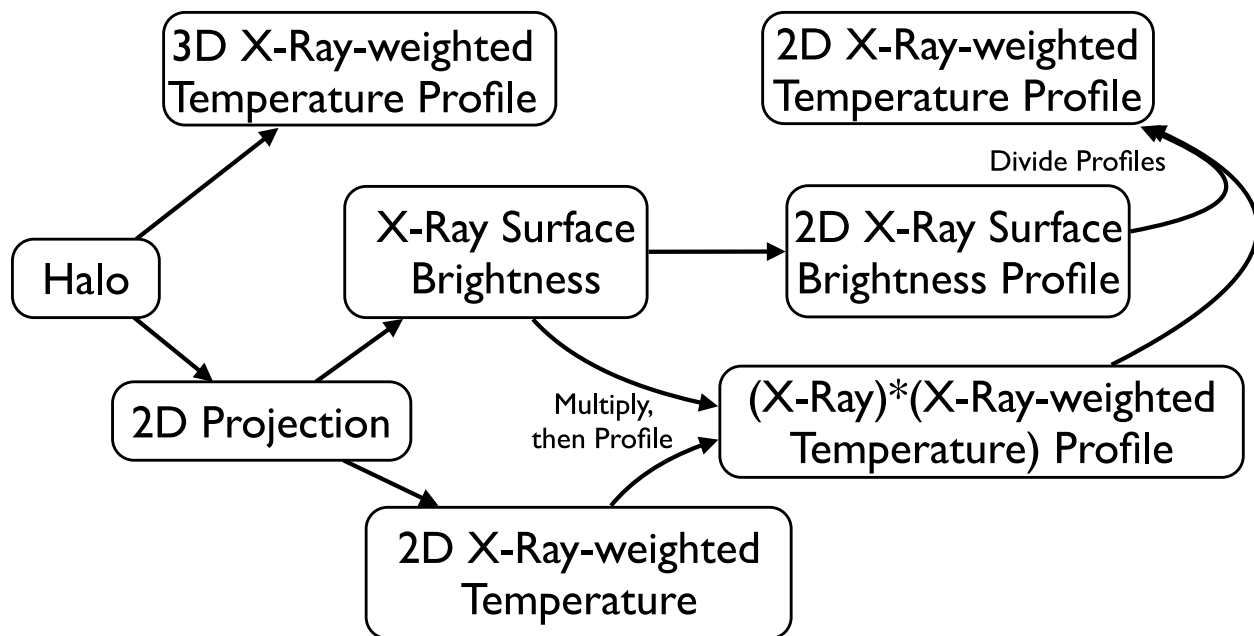 3D X-Ray-weighted
Temperature Profile
2D X-Ray-weighted
Temperature Profile
Divide Profiles
X-Ray Surface
Brightness
2D X-Ray Surface
Brightness Profile
Halo
2D Projection
Multiply,
then Profile
(X-Ray)*(X-Ray-weighted
Temperature) Profile
2D X-Ray-weighted
Temperature